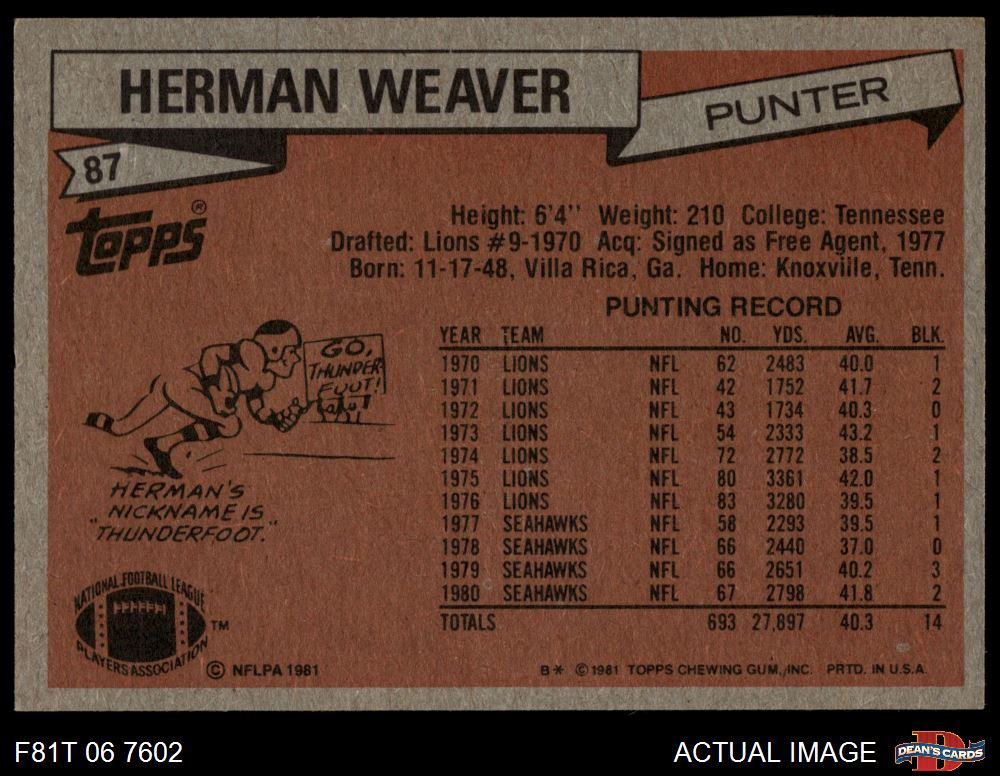 HERMAN WEAVER
PUNTER
87
topps®
Height: 6'4'' Weight: 210 College: Tennessee
Drafted: Lions #9-1970 Acq: Signed as Free Agent, 1977
Born: 11-17-48, Villa Rica, Ga. Home: Knoxville, Tenn.
PUNTING RECORD
YEAR TEAM NO. YDS. AVG. BLK.
1970 LIONS NFL 62 2483 40.0 1
1971 LIONS NFL 42 1752 41.7 2
1972 LIONS NFL 43 1734 40.3 0
1973 LIONS NFL 54 2333 43.2 1
1974 LIONS NFL 72 2772 38.5 2
1975 LIONS NFL 80 3361 42.0 1
1976 LIONS NFL 83 3280 39.5 1
1977 SEAHAWKS NFL 58 2293 39.5 1
1978 SEAHAWKS NFL 66 2440 37.0 0
1979 SEAHAWKS NFL 66 2651 40.2 3
1980 SEAHAWKS NFL 67 2798 41.8 2
TOTALS 693 27,897 40.3 14
GO,
THUNDER
FOOT!
HERMAN'S
NICKNAME IS
"THUNDERFOOT."
NATIONAL FOOTBALL LEAGUE
PLAYERS ASSOCIATION
TM
© NFLPA 1981
B* ©1981 TOPPS CHEWING GUM, INC. PRTD. IN U.S.A.
F81T 06 7602
ACTUAL IMAGE
D
DEAN'S CARDS